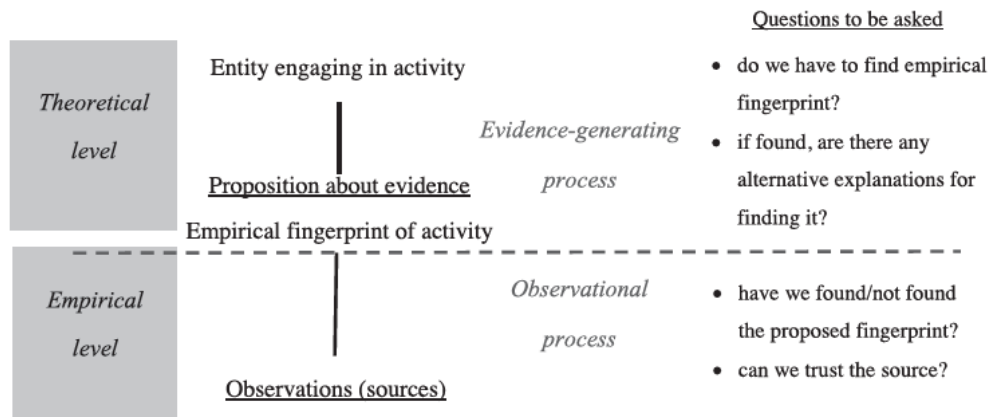 Questions to be asked
Theoretical
level
Entity engaging in activity
Proposition about evidence
Empirical fingerprint of activity
Evidence-generating
process
• do we have to find empirical
fingerprint?
• if found, are there any
alternative explanations for
finding it?
Empirical
level
Observations (sources)
Observational
process
• have we found/not found
the proposed fingerprint?
• can we trust the source?